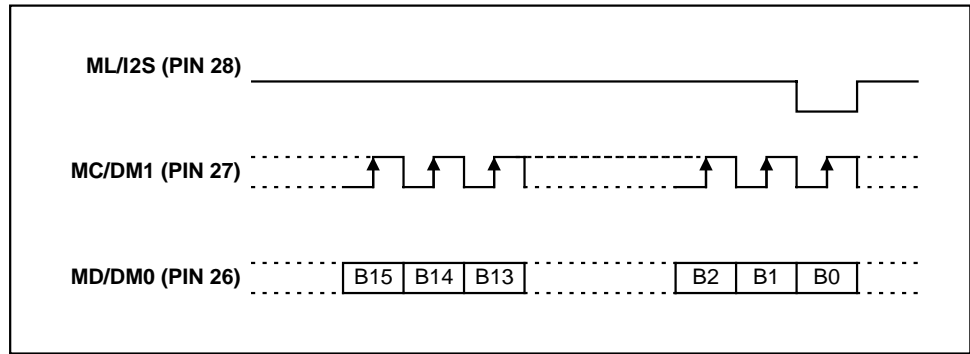 ML/I2S (PIN 28)
MC/DM1 (PIN 27)
MD/DM0 (PIN 26) B15 B14 B13 B2 B1 B0